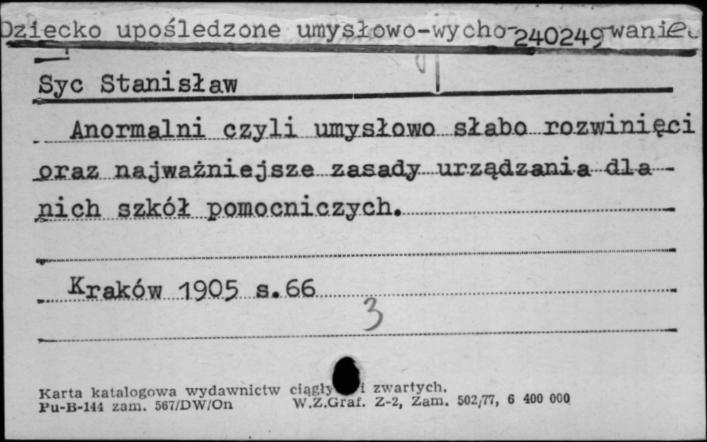 Dziecko upośledzone umysłowo-wycho-240249-wanie
Syc Stanisław
Anormalni czyli umysłowo słabo rozwinięci
oraz najważniejsze zasady urządzania dla -
nich szkół pomocniczych.
Kraków 1905 s.66
3
Karta katalogowa wydawnictw ciągły i zwartych.
Pu-B-144 zam. 567/DW/On W.Z.Graf. Z-2, Zam. 502/77, 6 400 000